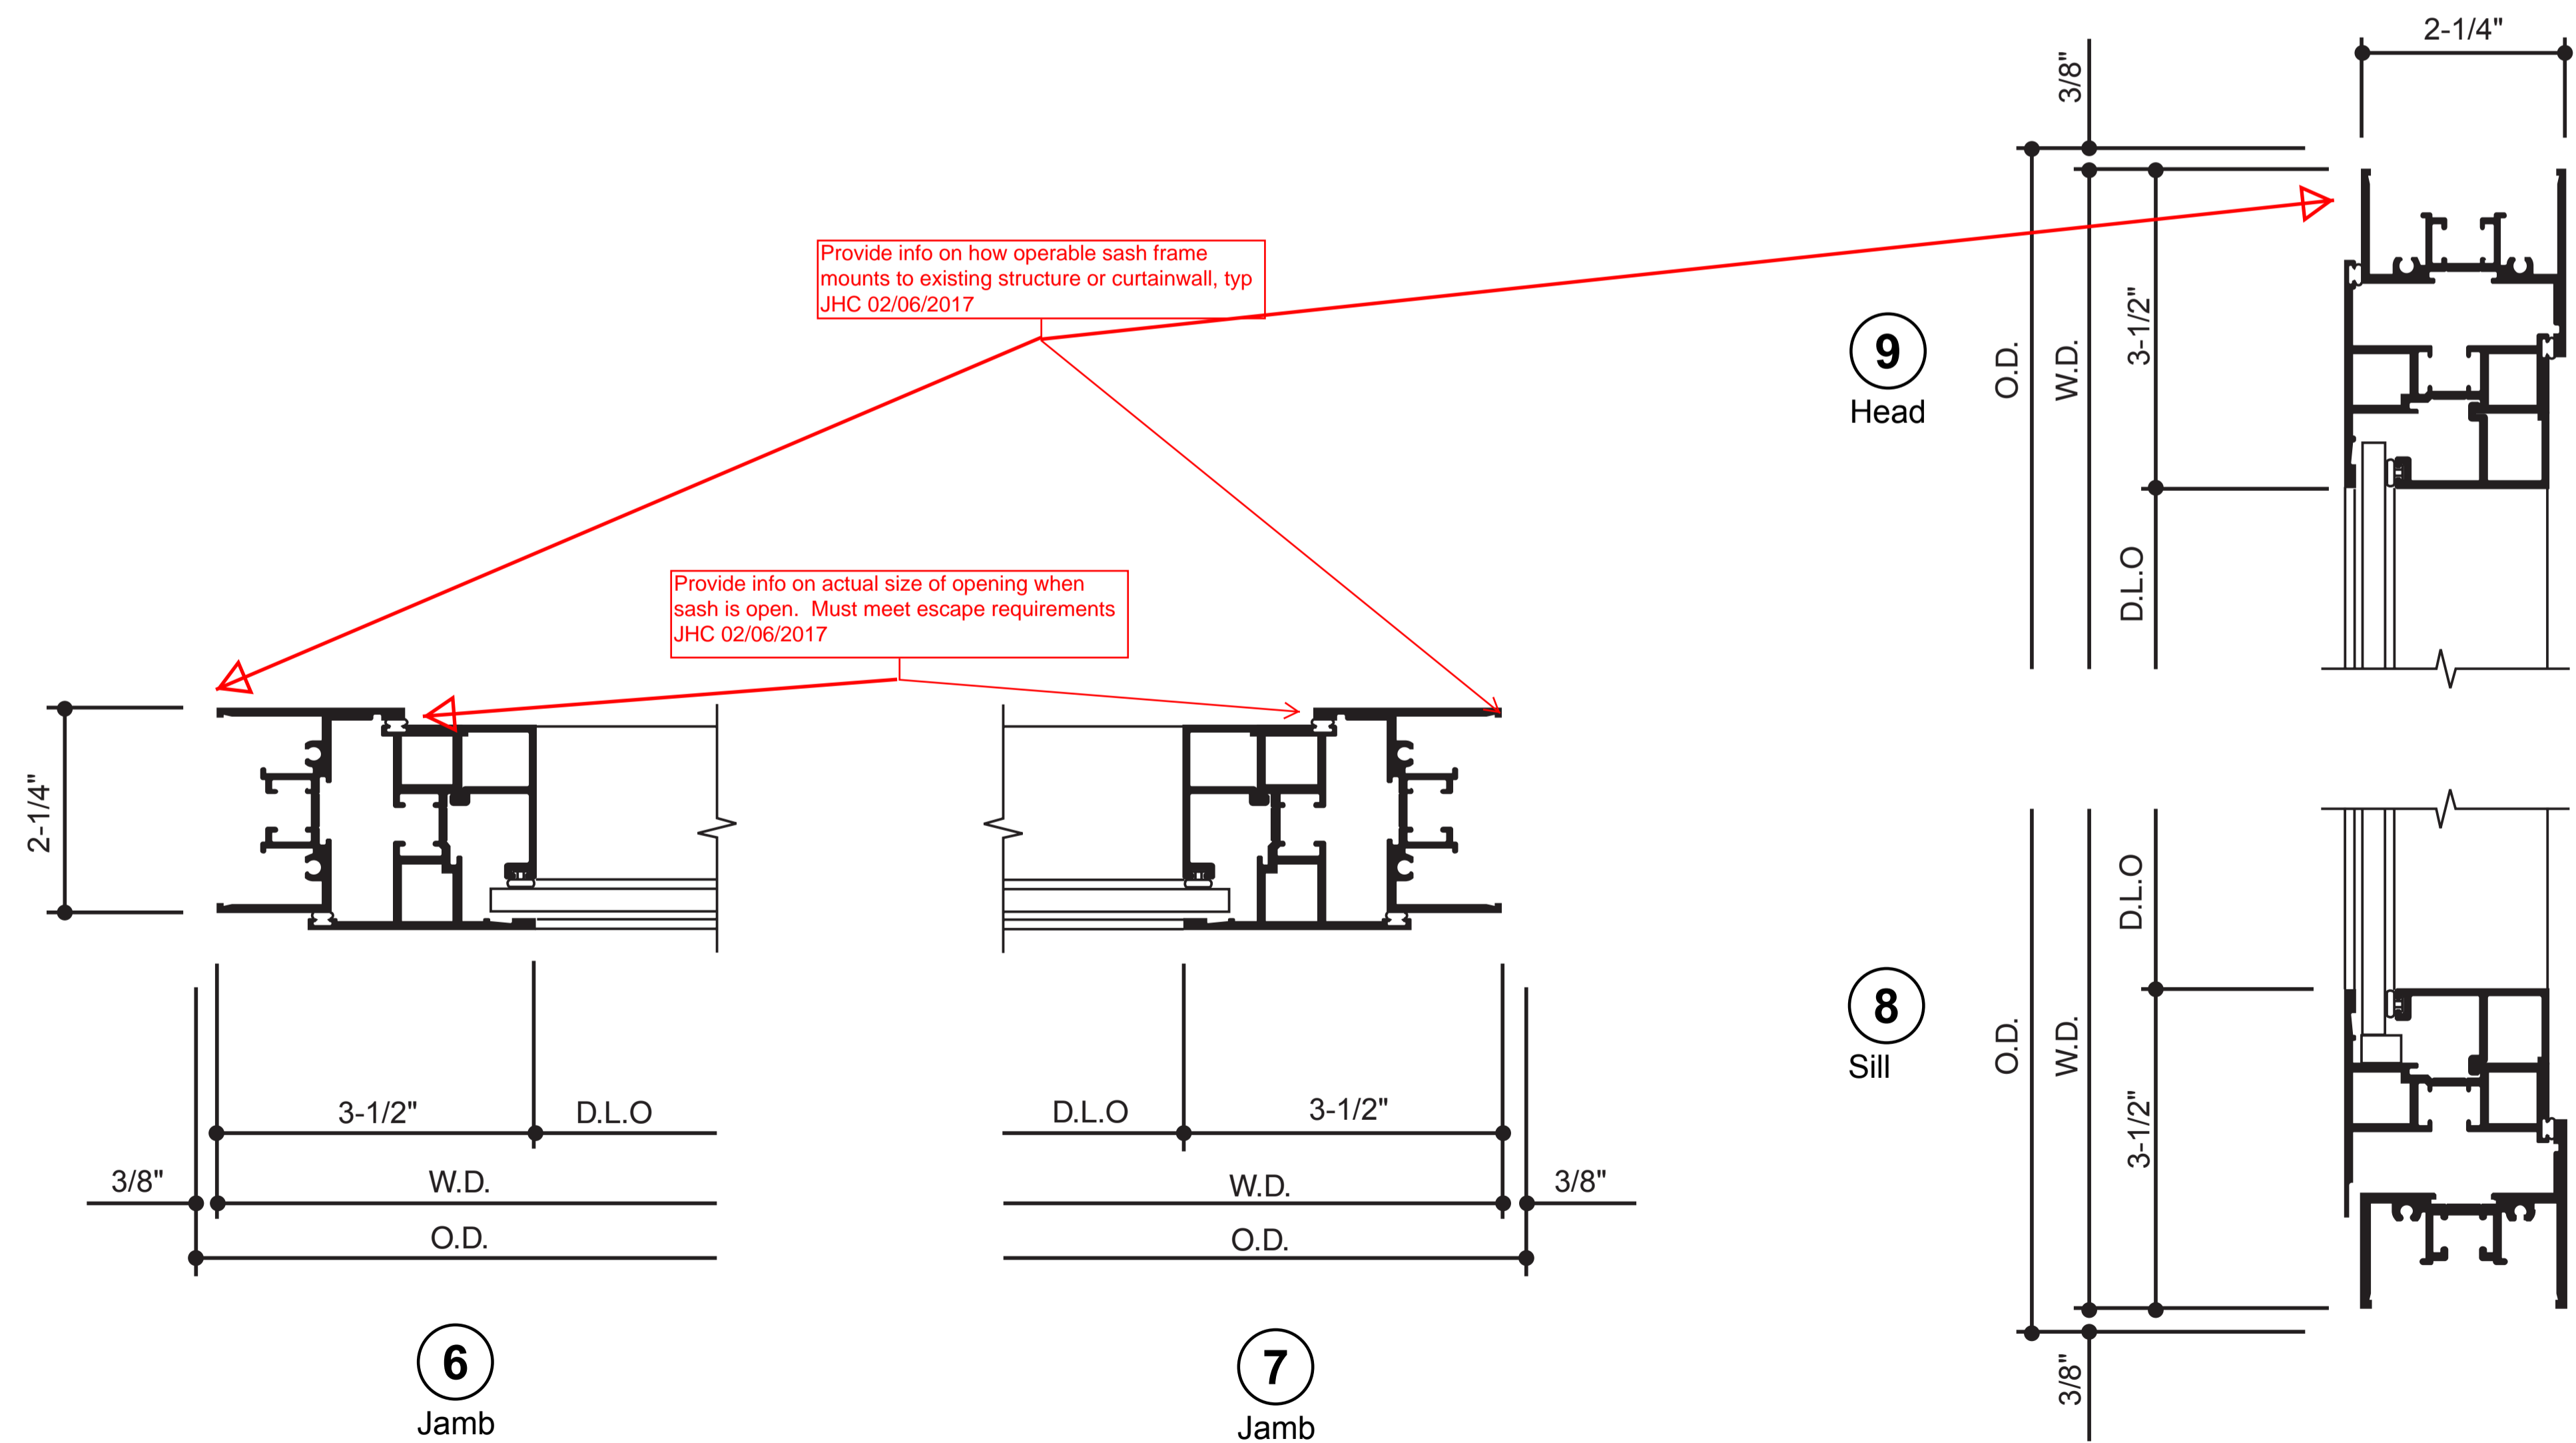 2-1/4"
3/8"
Provide info on how operable sash frame
mounts to existing structure or curtainwall, typ
JHC 02/06/2017
9
Head
O.D.
W.D.
3-1/2"
D.L.O
Provide info on actual size of opening when
sash is open.  Must meet escape requirements
JHC 02/06/2017
2-1/4"
D.L.O
8
Sill
O.D.
W.D.
3-1/2"
3/8"
3-1/2"
D.L.O
3/8"
W.D.
O.D.
D.L.O
3-1/2"
W.D.
3/8"
O.D.
6
Jamb
7
Jamb